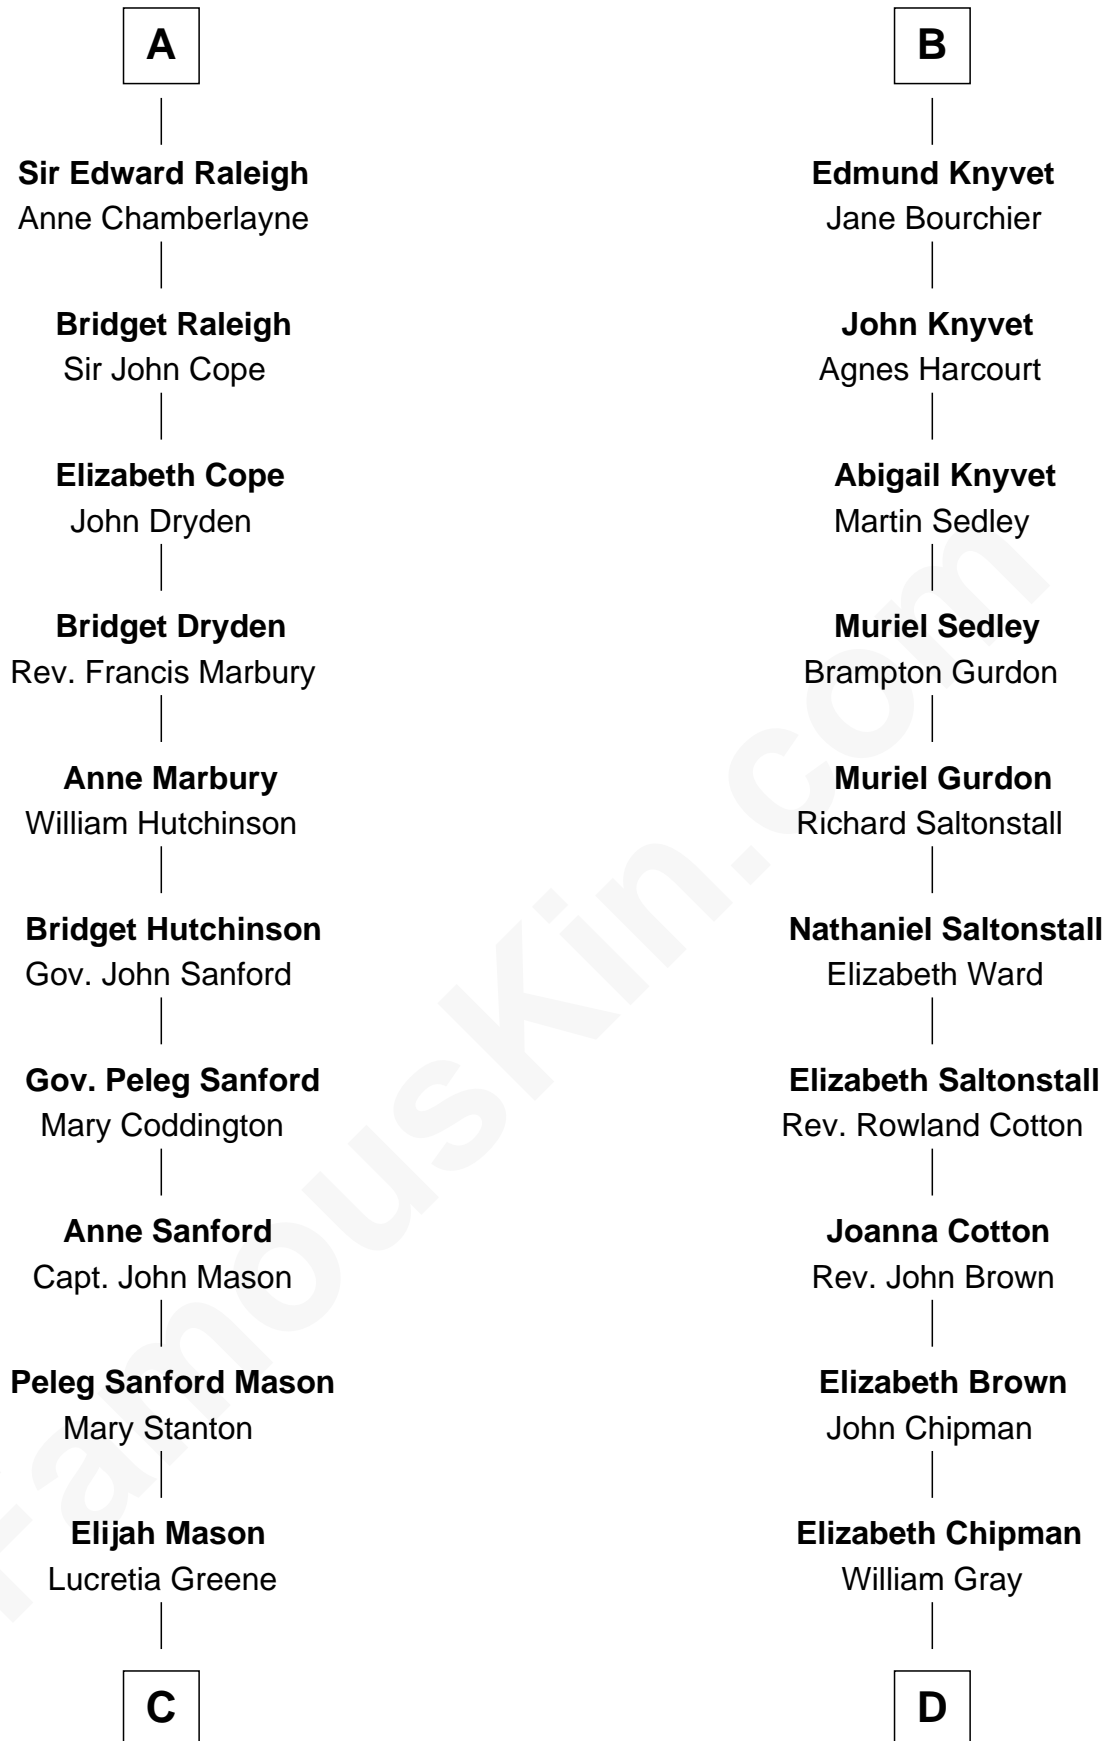 A
Sir Edward Raleigh
Anne Chamberlayne
Bridget Raleigh
Sir John Cope
Elizabeth Cope
John Dryden
Bridget Dryden
Rev. Francis Marbury
Anne Marbury
William Hutchinson
Bridget Hutchinson
Gov. John Sanford
Gov. Peleg Sanford
Mary Coddington
Anne Sanford
Capt. John Mason
Peleg Sanford Mason
Mary Stanton
Elijah Mason
Lucretia Greene
C
B
Edmund Knyvet
Jane Bourchier
John Knyvet
Agnes Harcourt
Abigail Knyvet
Martin Sedley
Muriel Sedley
Brampton Gurdon
Muriel Gurdon
Richard Saltonstall
Nathaniel Saltonstall
Elizabeth Ward
Elizabeth Saltonstall
Rev. Rowland Cotton
Joanna Cotton
Rev. John Brown
Elizabeth Brown
John Chipman
Elizabeth Chipman
William Gray
D
FamousKin.com